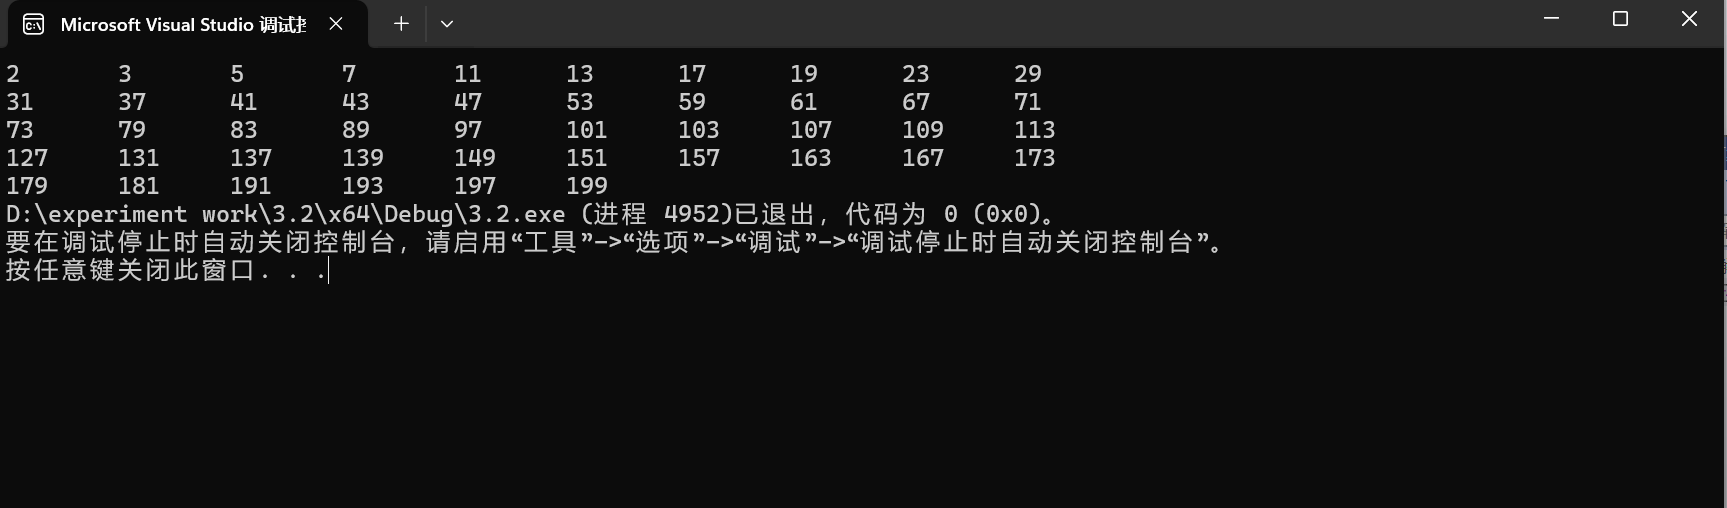 Microsoft Visual Studio 调试控
2 3 5 7 11 13 17 19 23 29
31 37 41 43 47 53 59 61 67 71
73 79 83 89 97 101 103 107 109 113
127 131 137 139 149 151 157 163 167 173
179 181 191 193 197 199
D:\experiment work\3.2\x64\Debug\3.2.exe (进程 4952)已退出，代码为 0 (0x0)。
要在调试停止时自动关闭控制台，请启用“工具”->“选项”->“调试”->“调试停止时自动关闭控制台”。
按任意键关闭此窗口. . .